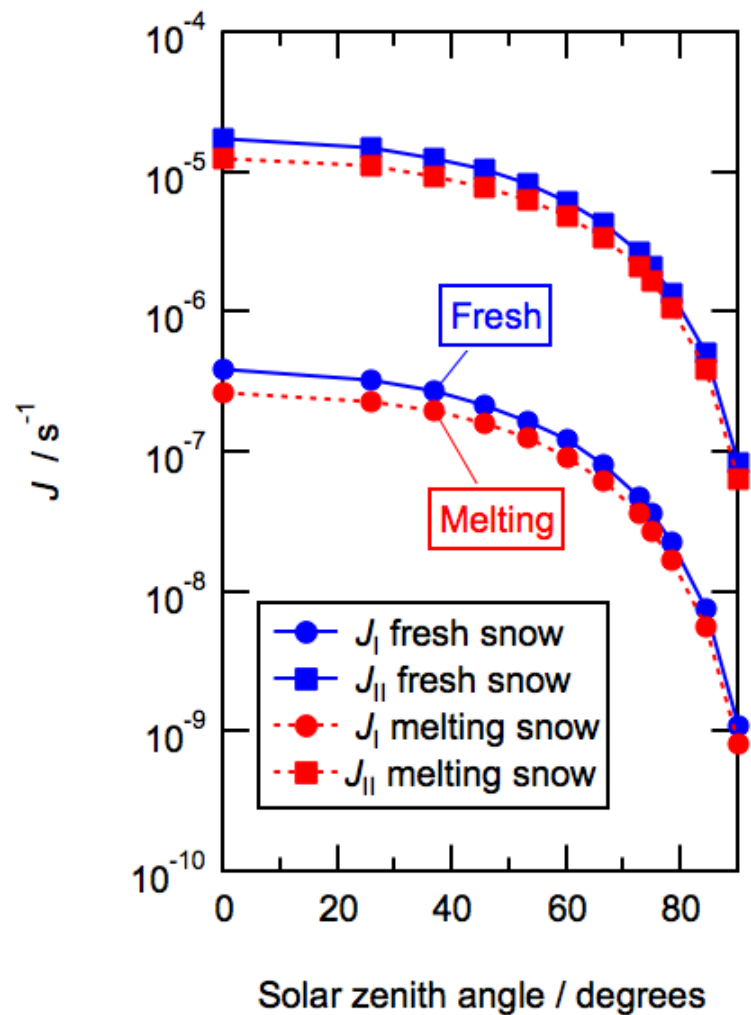 10⁻⁴
10⁻⁵
10⁻⁶
10⁻⁷
10⁻⁸
10⁻⁹
10⁻¹⁰
J / s⁻¹
Fresh
Melting
J_I fresh snow
J_II fresh snow
J_I melting snow
J_II melting snow
0 20 40 60 80
Solar zenith angle / degrees